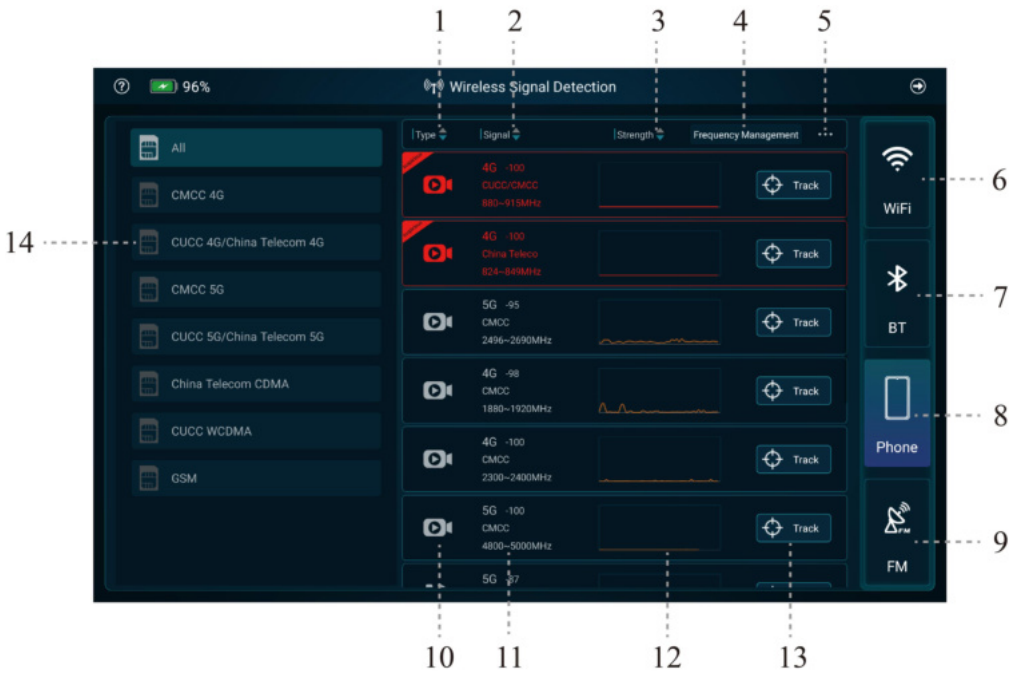 1 2 3 4 5
96%
Wireless Signal Detection
Type
Signal
Strength
Frequency Management
All
CMCC 4G
CUCC 4G/China Telecom 4G
CMCC 5G
CUCC 5G/China Telecom 5G
China Telecom CDMA
CUCC WCDMA
GSM
14
4G -100
CUCC/CMCC
880~915MHz
Track
4G -100
China Teleco
824~849MHz
Track
5G -95
CMCC
2496~2690MHz
Track
4G -98
CMCC
1880~1920MHz
Track
4G -100
CMCC
2300~2400MHz
Track
5G -100
CMCC
4800~5000MHz
Track
5G -87
WiFi
6
BT
7
Phone
8
FM
FM
9
10 11 12 13